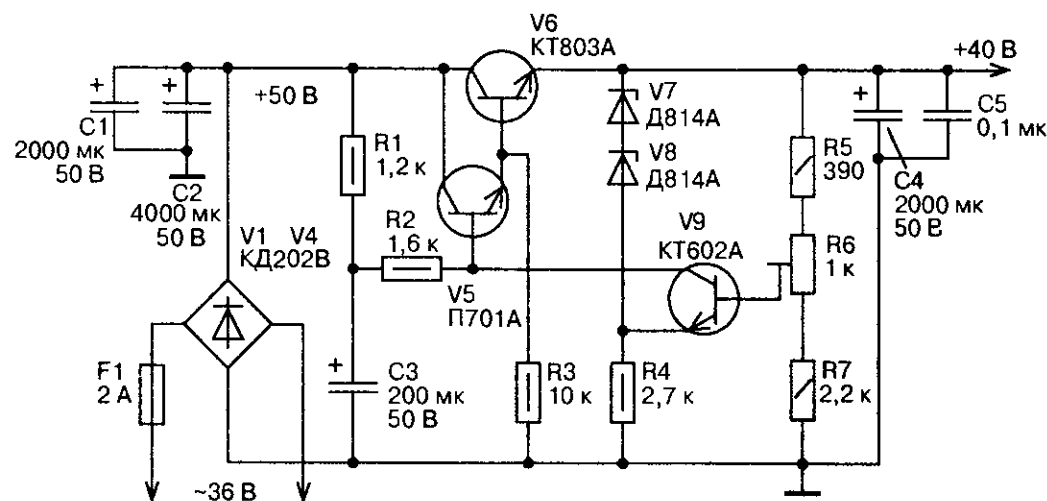 V6
КТ803А
+40 В
+
+
+50 В
C1
2000 мк
50 В
C2
4000 мк
50 В
R1
1,2 к
V7
Д814А
V8
Д814А
+
C5
0,1 мк
R5
390
C4
2000 мк
50 В
V1 V4
КД202В
R2
1,6 к
V9
КТ602А
R6
1 к
V5
П701А
F1
2 А
+
C3
200 мк
50 В
R3
10 к
R4
2,7 к
R7
2,2 к
~36 В